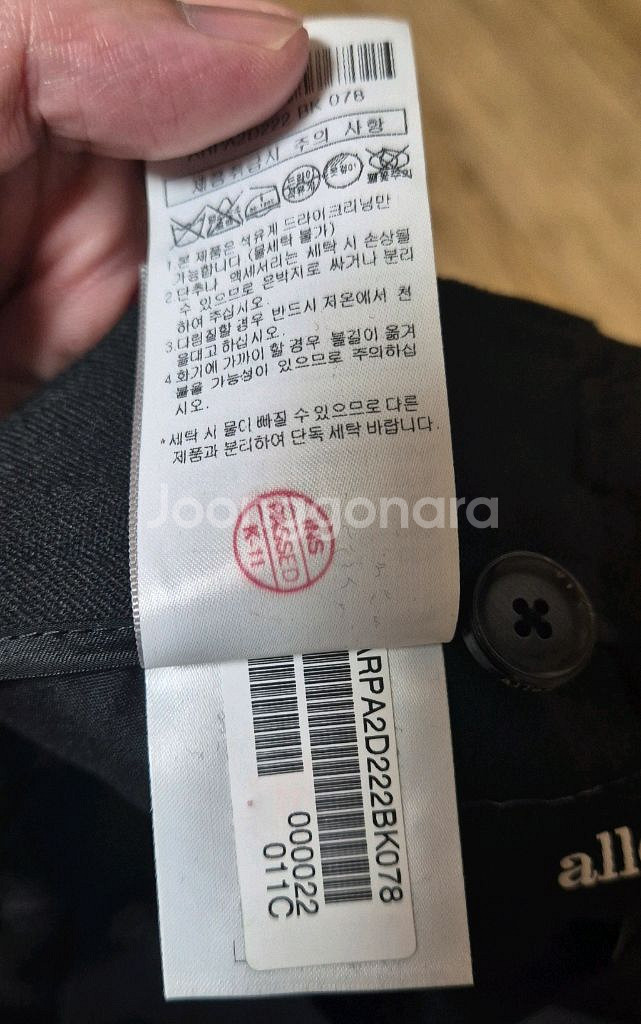 ARPA2D222 BK 078
제품취급시 주의 사항
1.본 제품은 석유계 드라이크리닝만
가능합니다 (물세탁 불가)
2.단추나 액세서리는 세탁 시 손상될
수 있으므로 은박지로 싸거나 분리
하여 주십시오.
3.다림질할 경우 반드시 저온에서 천
을대고 하십시오.
4.화기에 가까이 할 경우 불길이 옮겨
붙을 가능성이 있으므로 주의하십
시오.
*세탁 시 물이 빠질 수 있으므로 다른
제품과 분리하여 단독 세탁 바랍니다.
Joonggonara
PASSED
K-11
ARPA2D222BK078
000022
011C
all